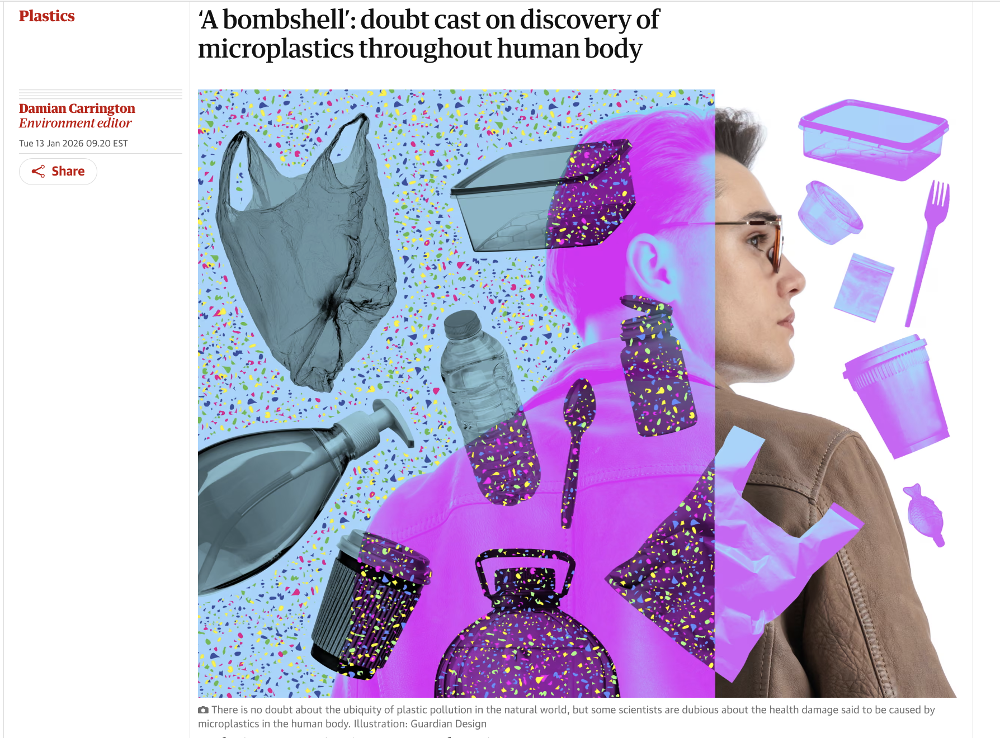 Plastics
‘A bombshell’: doubt cast on discovery of
microplastics throughout human body
Damian Carrington
Environment editor
Tue 13 Jan 2026 09.20 EST
Share
There is no doubt about the ubiquity of plastic pollution in the natural world, but some scientists are dubious about the health damage said to be caused by
microplastics in the human body. Illustration: Guardian Design